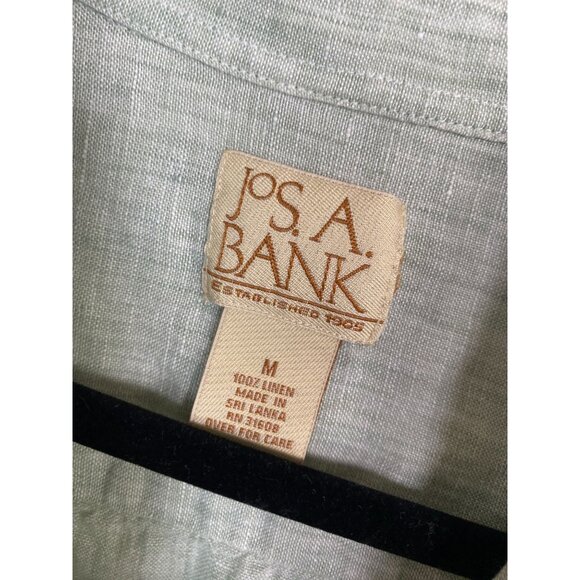 JOS. A.
BANK
ESTABLISHED 1905
M
100% LINEN
MADE IN
SRI LANKA
RN 31608
OVER FOR CARE